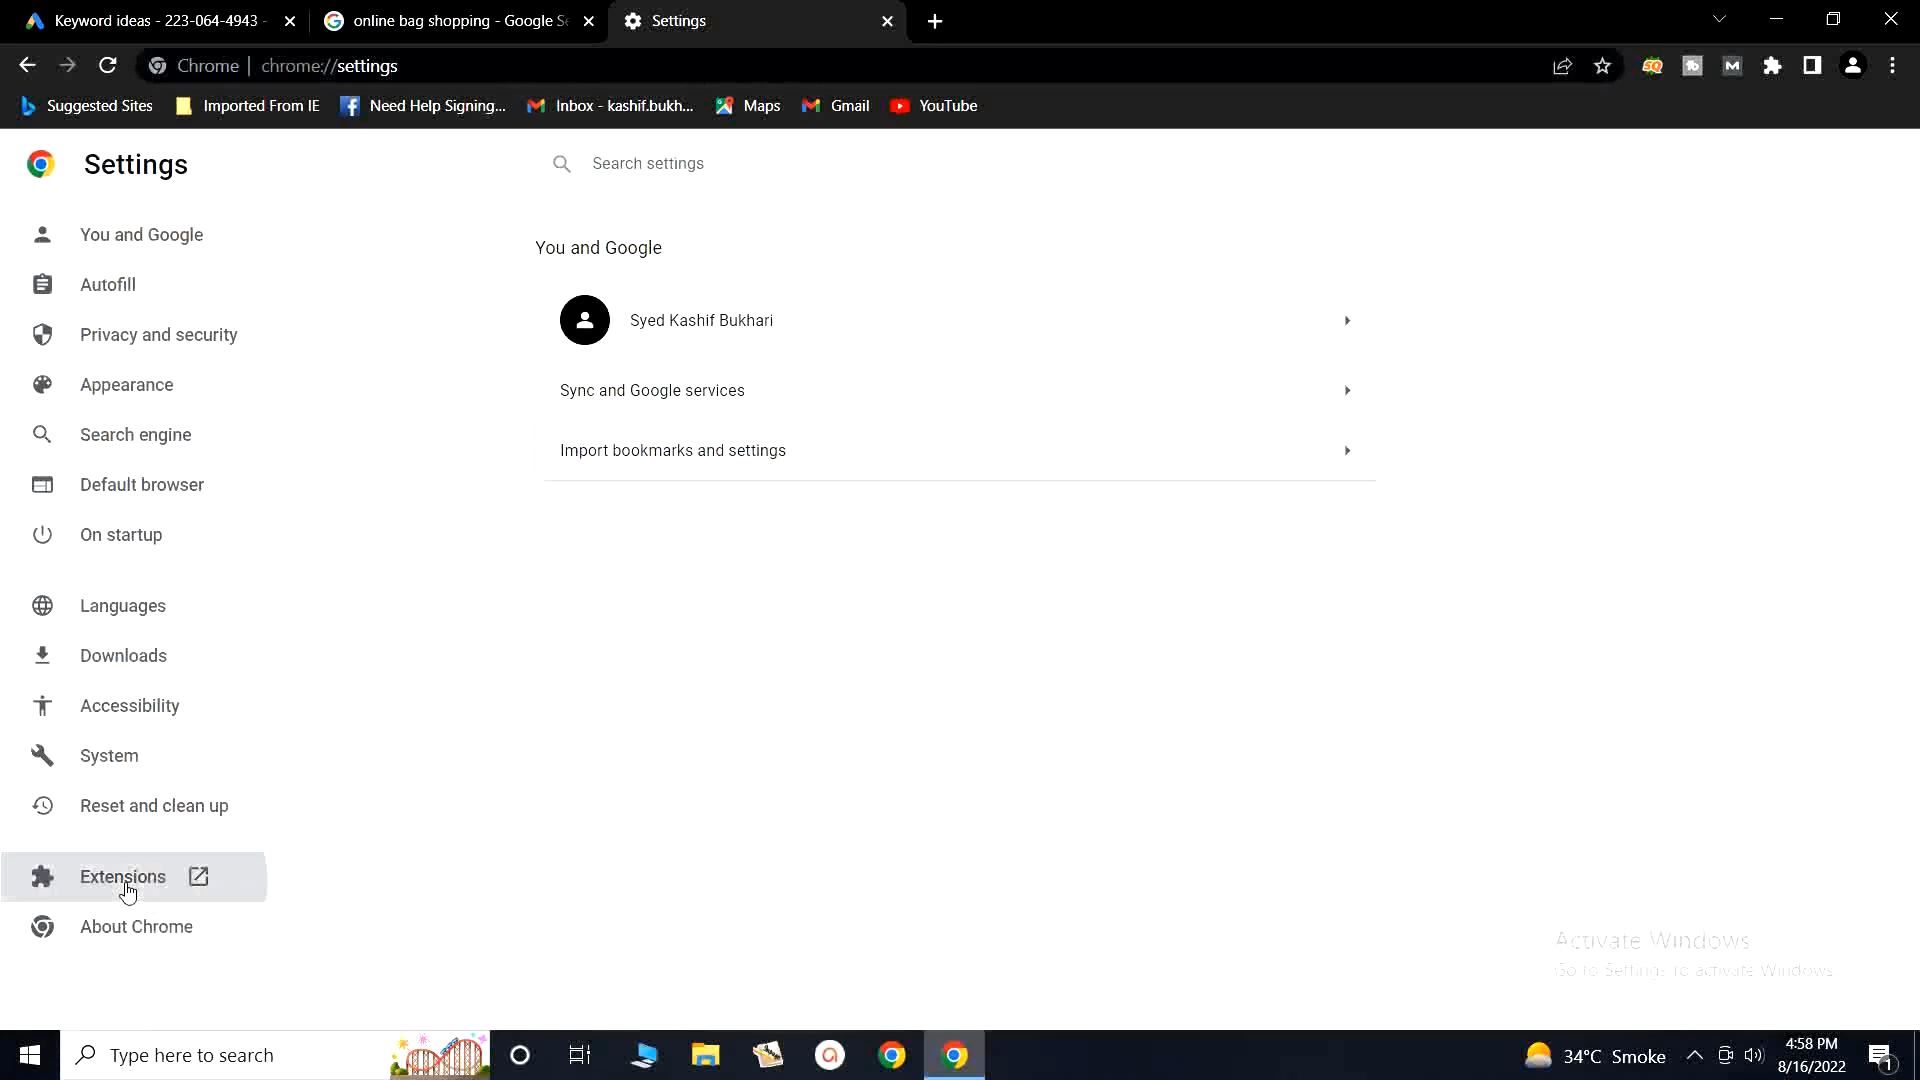 Keyword ideas - 223-064-4943 -
online bag shopping - Google Se
Settings
Chrome | chrome://settings
Suggested Sites
Imported From IE
Need Help Signing...
Inbox - kashif.bukh...
Maps
Gmail
YouTube
Settings
Search settings
You and Google
Autofill
Privacy and security
Appearance
Search engine
Default browser
On startup
Languages
Downloads
Accessibility
System
Reset and clean up
Extensions
About Chrome
You and Google
Syed Kashif Bukhari
Sync and Google services
Import bookmarks and settings
Activate Windows
Go to Settings to activate Windows.
Type here to search
34°C Smoke
4:58 PM
8/16/2022
1